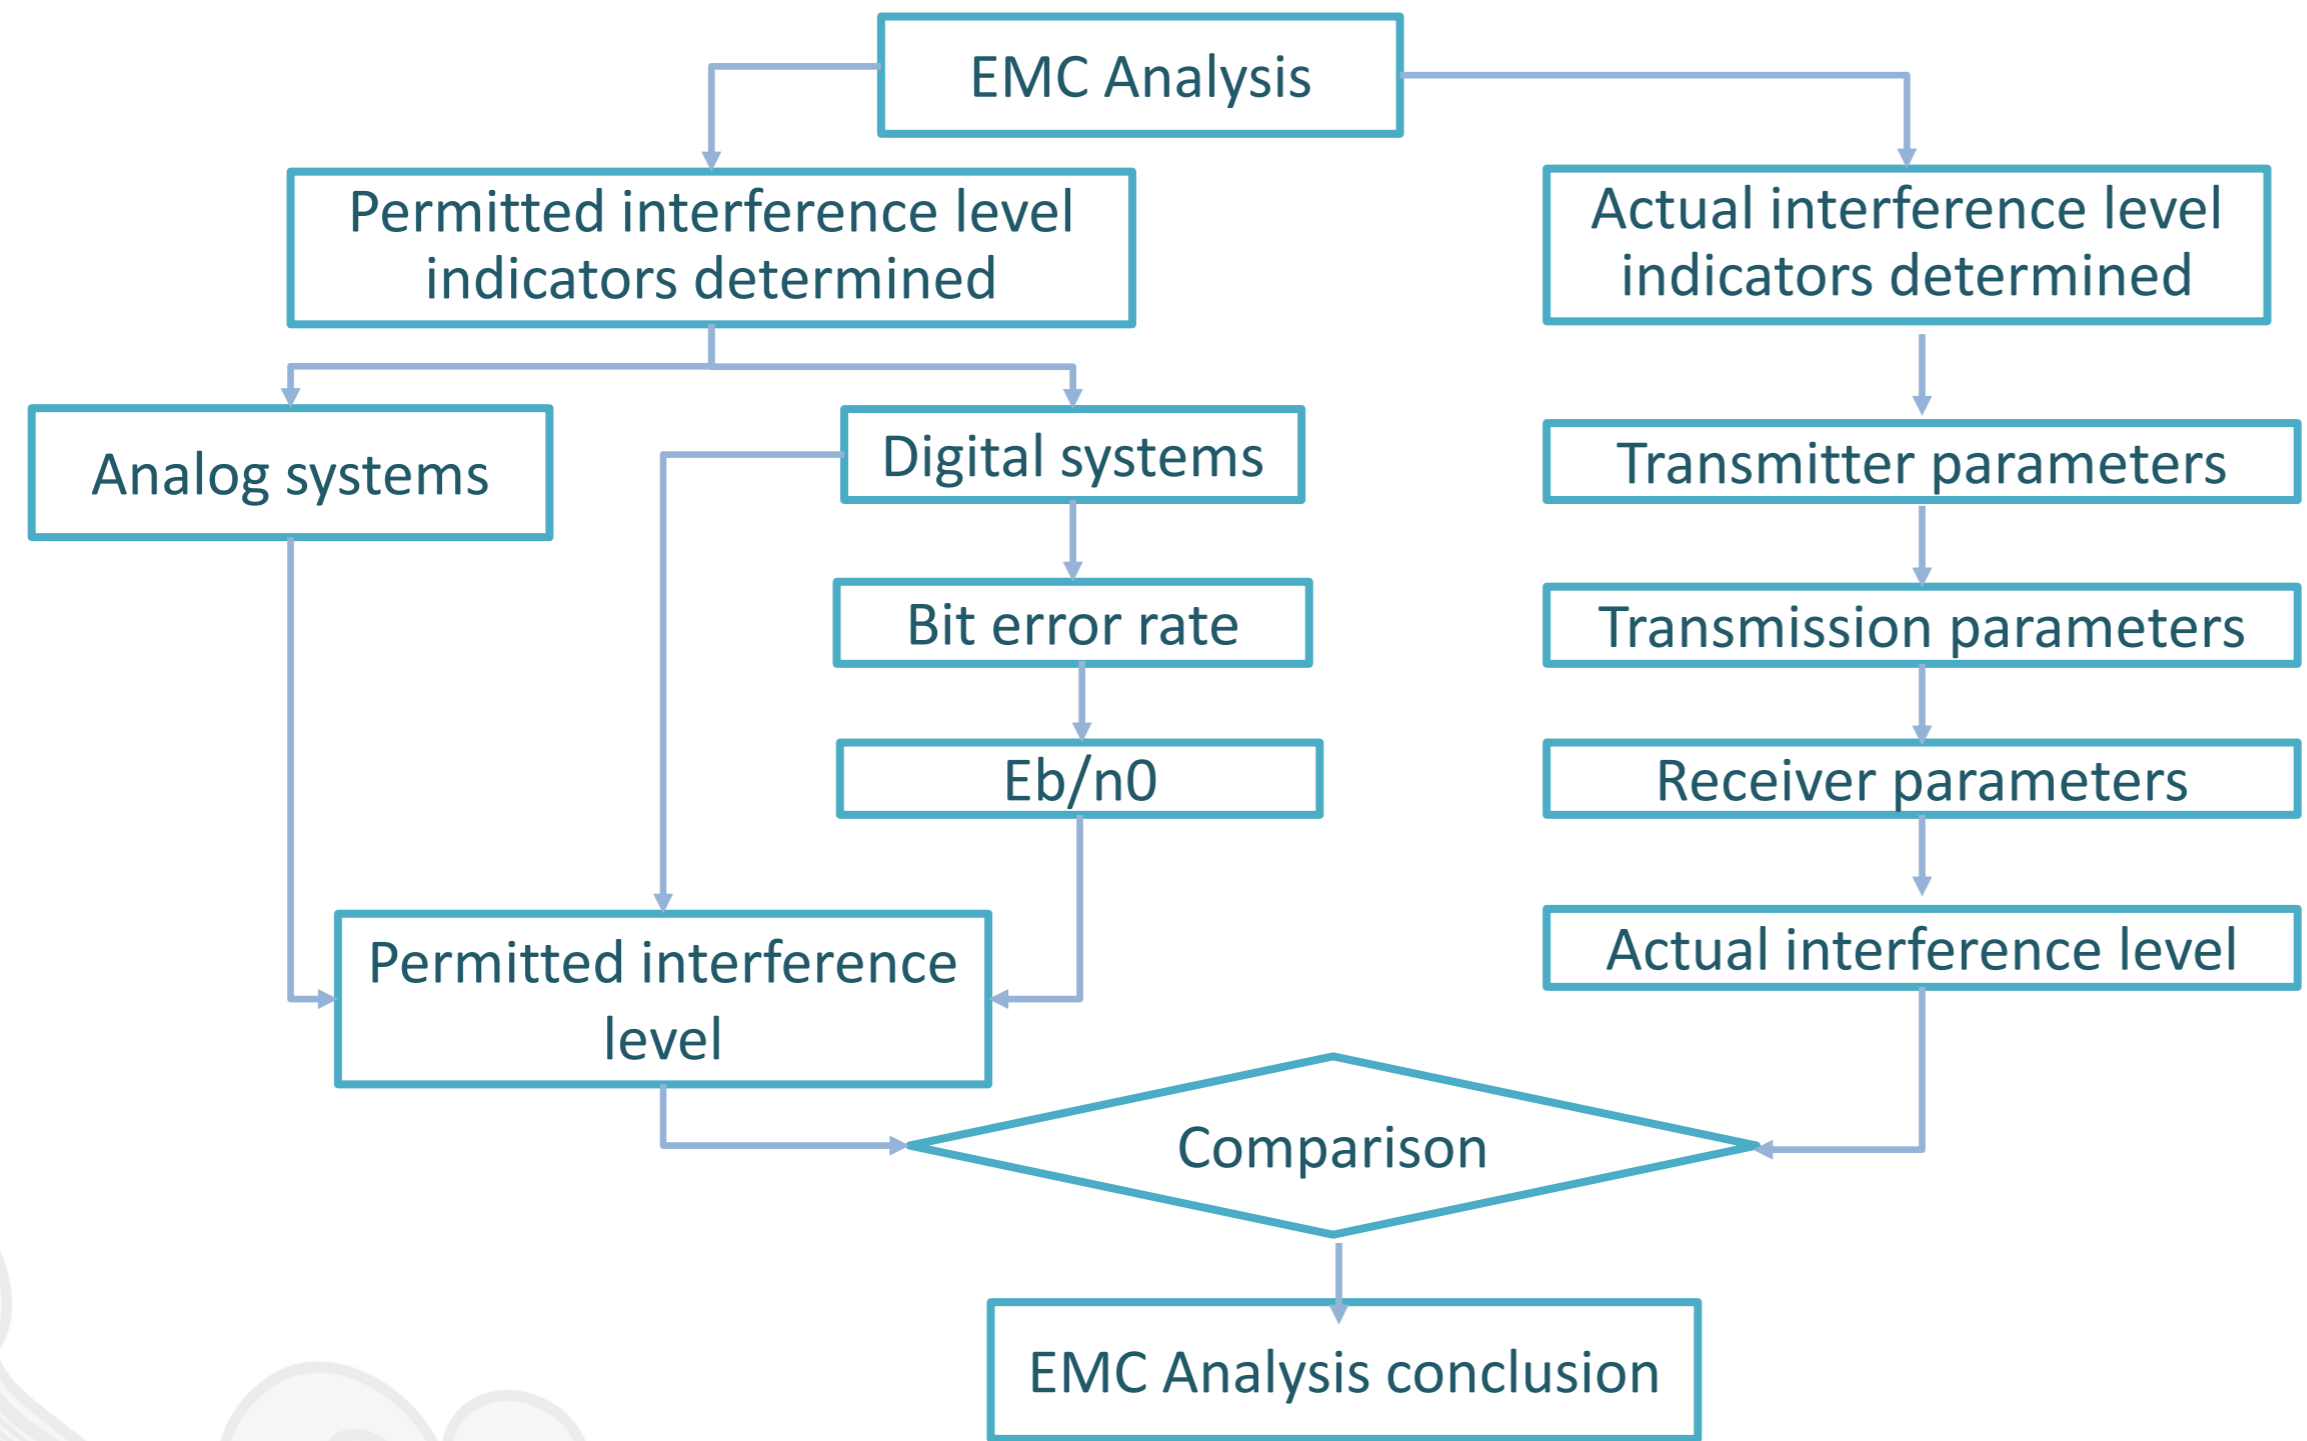 EMC Analysis
Permitted interference level
indicators determined
Actual interference level
indicators determined
Analog systems
Digital systems
Transmitter parameters
Bit error rate
Transmission parameters
Eb/n0
Receiver parameters
Permitted interference
level
Actual interference level
Comparison
EMC Analysis conclusion